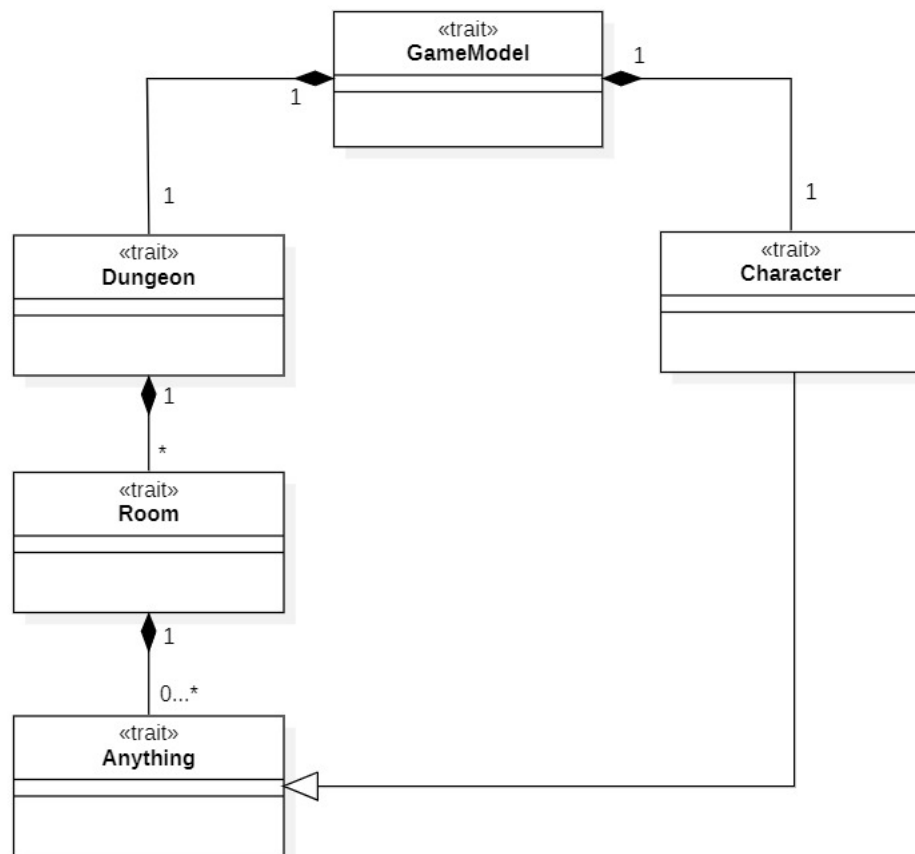 «trait»
GameModel
1
1
1
1
«trait»
Dungeon
«trait»
Character
1
*
«trait»
Room
1
0...*
«trait»
Anything